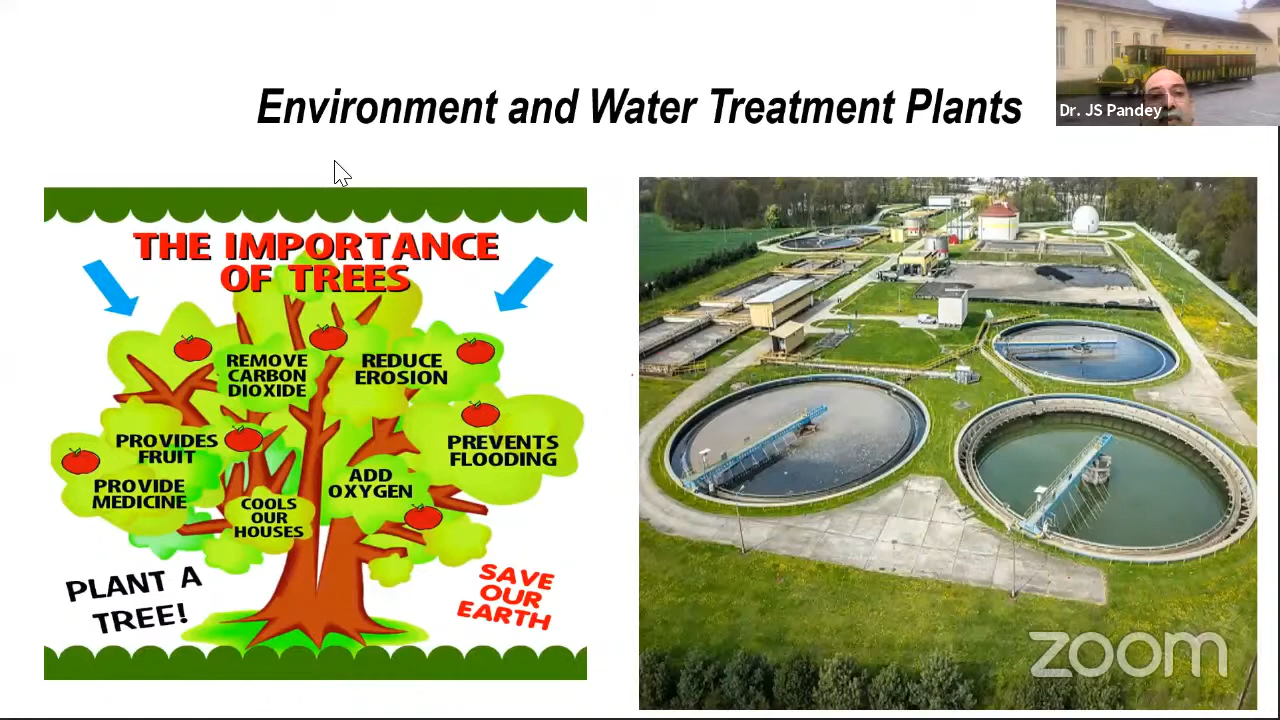 Environment and Water Treatment Plants
Dr. JS Pandey
THE IMPORTANCE
OF TREES
REMOVE
CARBON
DIOXIDE
REDUCE
EROSION
PROVIDES
FRUIT
PREVENTS
FLOODING
PROVIDE
MEDICINE
ADD
OXYGEN
COOLS
OUR
HOUSES
PLANT A
TREE!
SAVE
OUR
EARTH
zoom